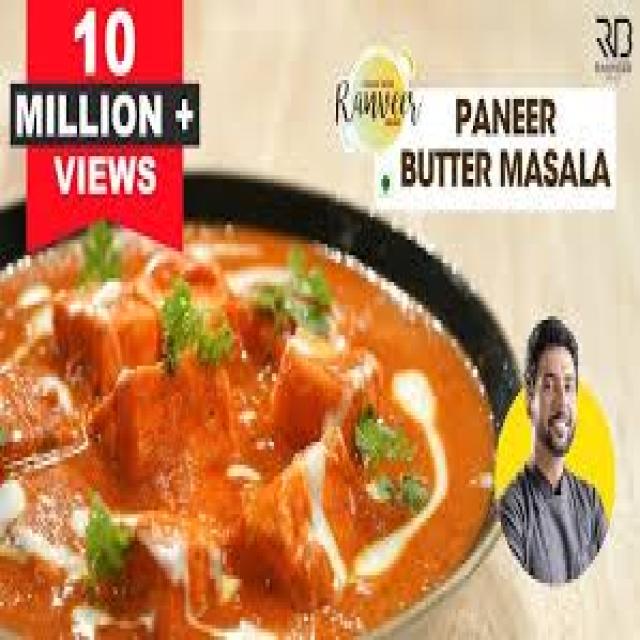 10
MILLION +
VIEWS
Ranveer
PANEER
BUTTER MASALA
RB